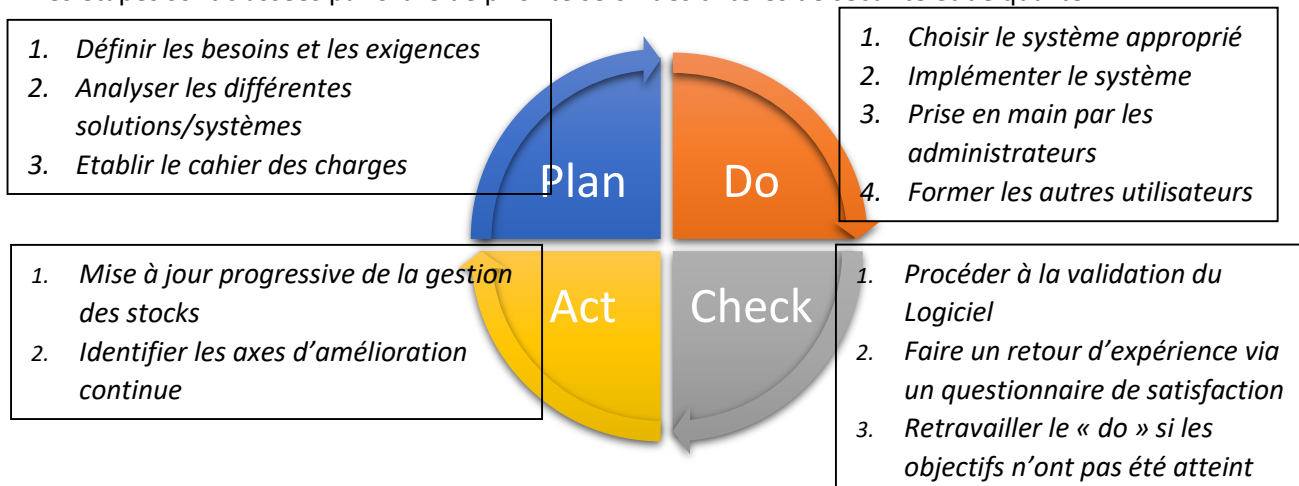 1. Définir les besoins et les exigences
2. Analyser les différentes
solutions/systèmes
3. Etablir le cahier des charges
1. Choisir le système approprié
2. Implémenter le système
3. Prise en main par les
administrateurs
4. Former les autres utilisateurs
Plan
Do
1. Mise à jour progressive de la gestion
des stocks
2. Identifier les axes d’amélioration
continue
Act
Check
1. Procéder à la validation du
Logiciel
2. Faire un retour d’expérience via
un questionnaire de satisfaction
3. Retravailler le « do » si les
objectifs n’ont pas été atteint